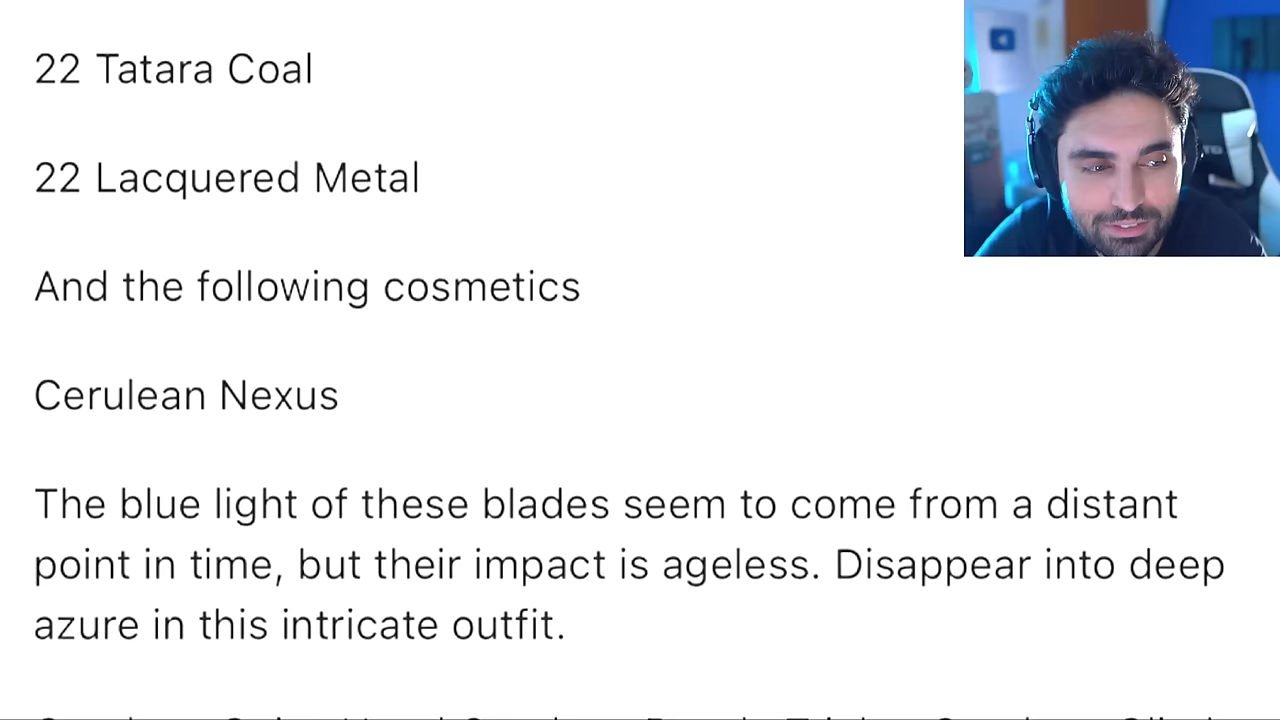 22 Tatara Coal
22 Lacquered Metal
And the following cosmetics
Cerulean Nexus
The blue light of these blades seem to come from a distant
point in time, but their impact is ageless. Disappear into deep
azure in this intricate outfit.